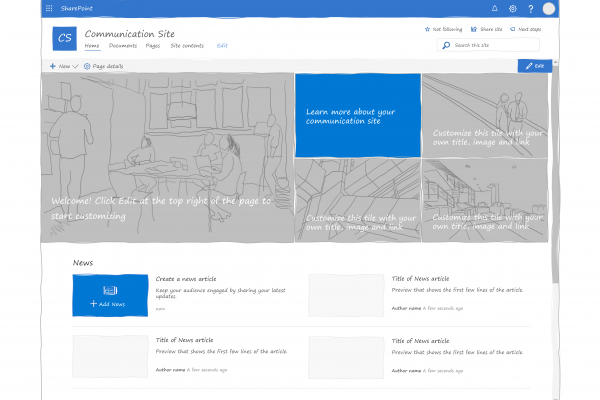 SharePoint
CS
Communication Site
Home Documents Pages Site contents Edit
Not following Share site Next steps
Search this site
New Page details
Edit
Welcome! Click Edit at the top right of the page to
start customizing
Learn more about your
communication site
Customize this tile with your
own title, image and link
Customize this tile with your
own title, image and link
Customize this tile with your
own title, image and link
News
Add News
Create a news article
Keep your audience engaged by sharing your latest
updates.
Title of News article
Preview that shows the first few lines of the article.
Author name A few seconds ago
Title of News article
Preview that shows the first few lines of the article.
Author name A few seconds ago
Title of News article
Preview that shows the first few lines of the article.
Author name A few seconds ago